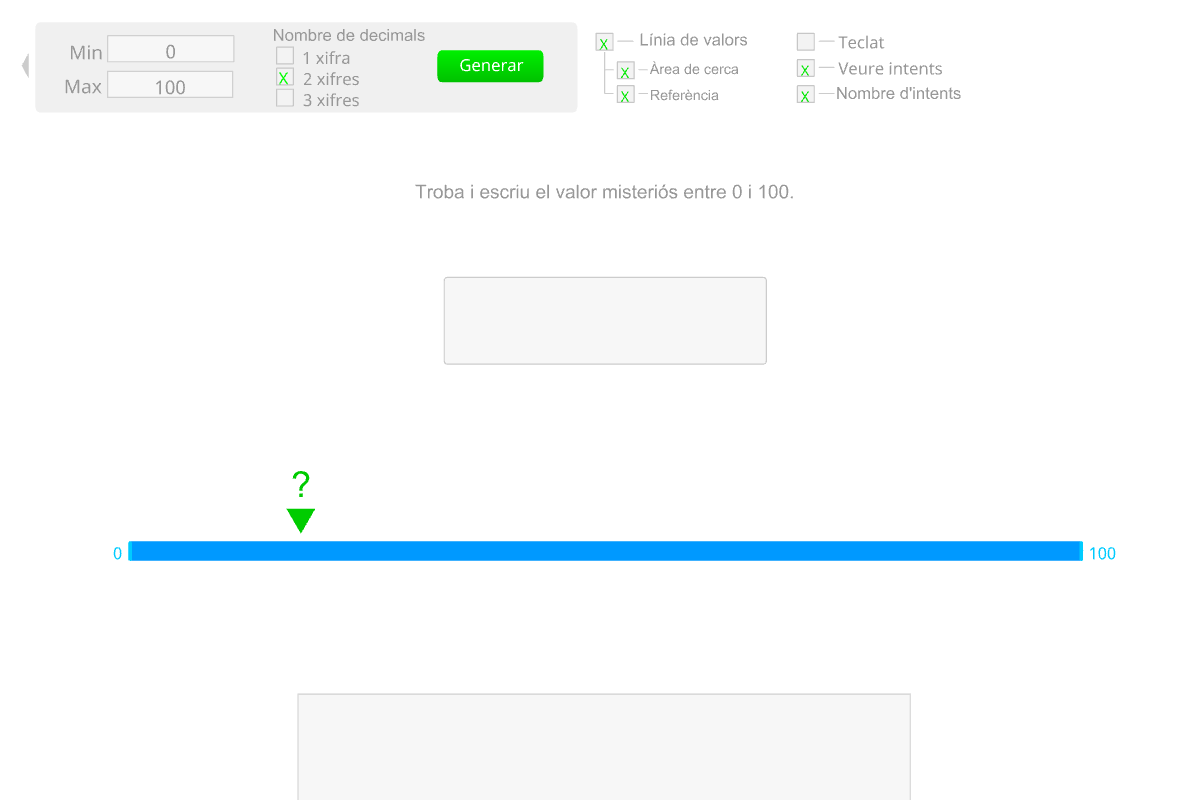 Min 0
Max 100
Nombre de decimals
1 xifra
X 2 xifres
3 xifres
Generar
X Línia de valors
X Àrea de cerca
X Referència
Teclat
X Veure intents
X Nombre d'intents
Troba i escriu el valor misteriós entre 0 i 100.
?
0 100